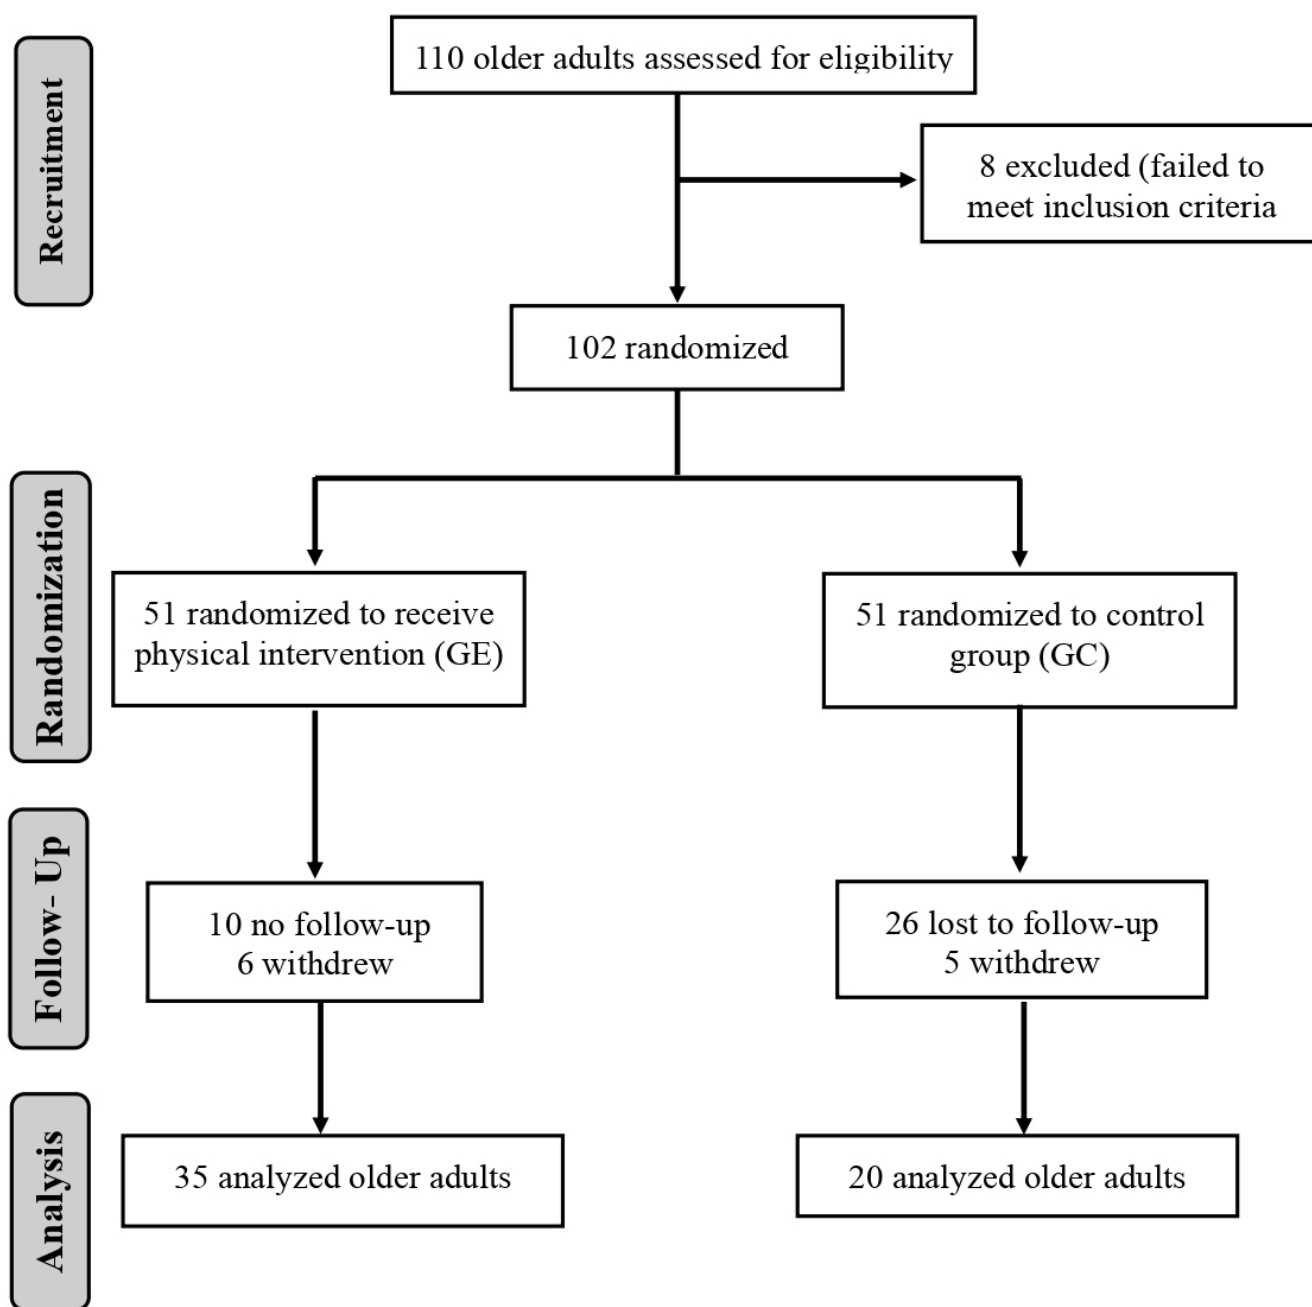 Recruitment
110 older adults assessed for eligibility
8 excluded (failed to
meet inclusion criteria
102 randomized
Randomization
51 randomized to receive
physical intervention (GE)
51 randomized to control
group (GC)
Follow- Up
10 no follow-up
6 withdrew
26 lost to follow-up
5 withdrew
Analysis
35 analyzed older adults
20 analyzed older adults